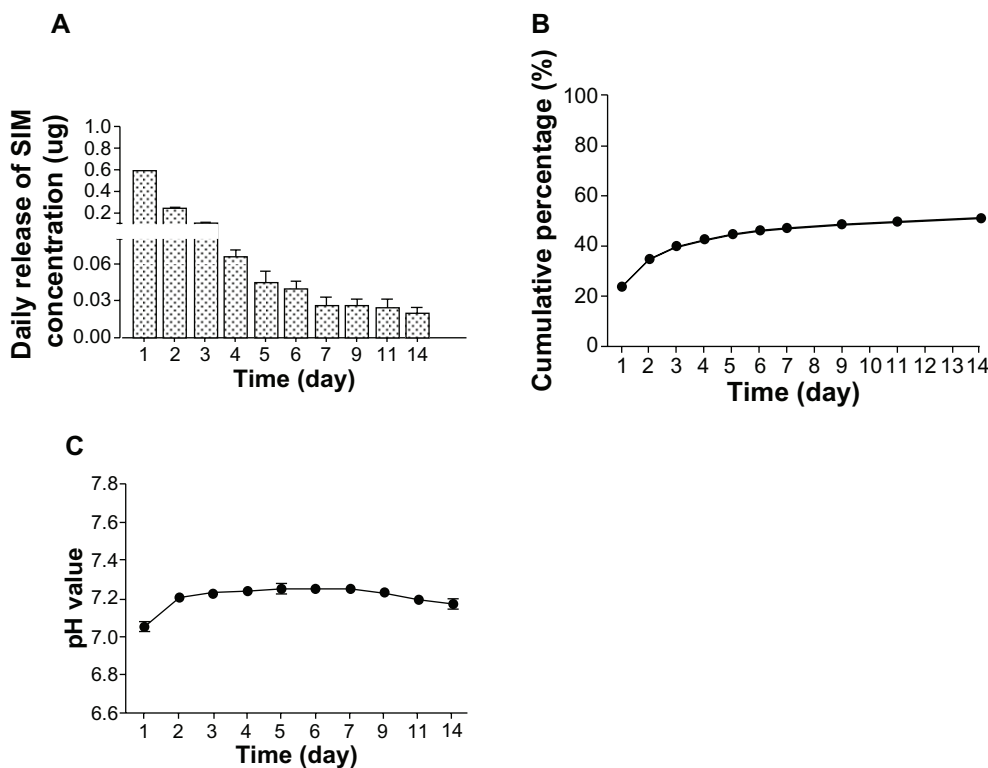 A
Daily release of SIM
concentration (ug)
1.0
0.6
0.2
0.06
0.03
0.00
1 2 3 4 5 6 7 9 11 14
Time (day)
B
Cumulative percentage (%)
100
80
60
40
20
0
1 2 3 4 5 6 7 8 9 10 11 12 13 14
Time (day)
C
pH value
7.8
7.6
7.4
7.2
7.0
6.8
6.6
1 2 3 4 5 6 7 9 11 14
Time (day)